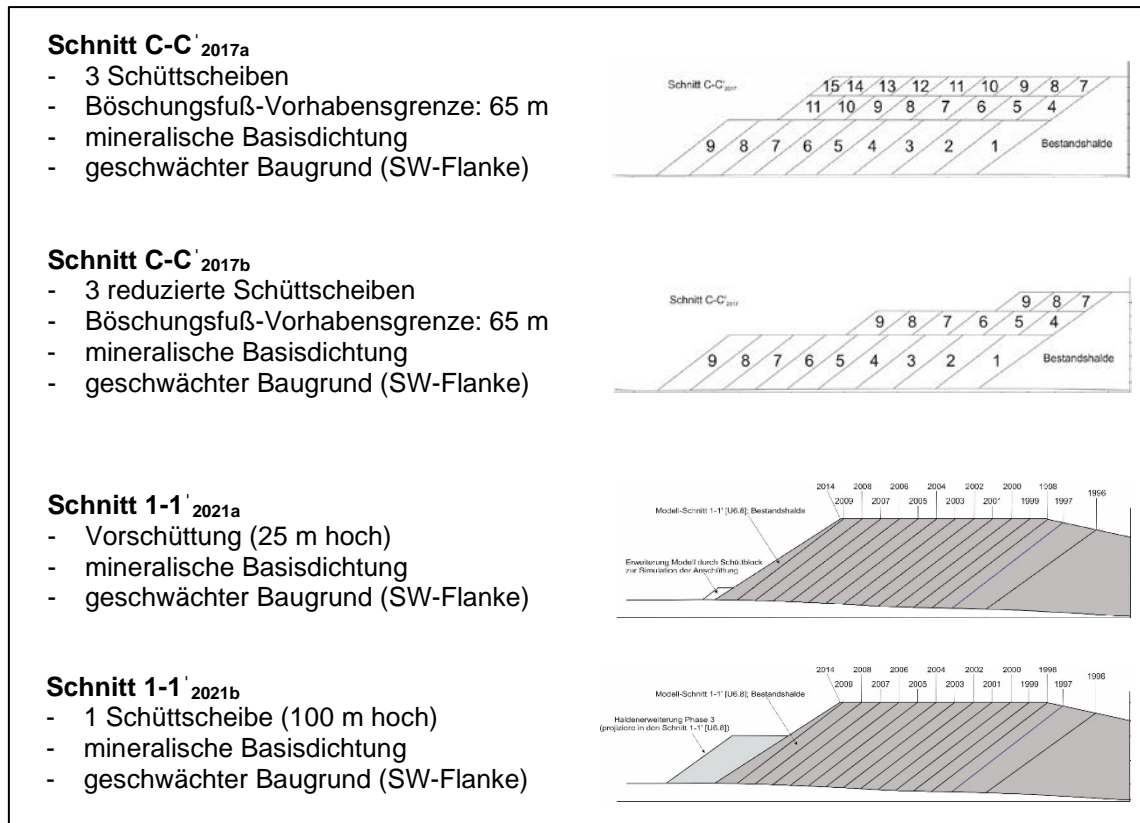 Schnitt C-C'2017a
- 3 Schüttscheiben
- Böschungsfuß-Vorhabensgrenze: 65 m
- mineralische Basisdichtung
- geschwächter Baugrund (SW-Flanke)
Schnitt C-C'2017
15 14 13 12 11 10 9 8 7
11 10 9 8 7 6 5 4
9 8 7 6 5 4 3 2 1 Bestandshalde
Schnitt C-C'2017b
- 3 reduzierte Schüttscheiben
- Böschungsfuß-Vorhabensgrenze: 65 m
- mineralische Basisdichtung
- geschwächter Baugrund (SW-Flanke)
Schnitt C-C'2017
9 8 7
9 8 7 6 5 4
9 8 7 6 5 4 3 2 1 Bestandshalde
Schnitt 1-1'2021a
- Vorschüttung (25 m hoch)
- mineralische Basisdichtung
- geschwächter Baugrund (SW-Flanke)
2014 2008 2006 2004 2002 2000 1998 1996
2009 2007 2005 2003 2001 1999 1997
Modell-Schnitt 1-1' [U6.8]; Bestandshalde
Erweiterung Modell durch Schüttblock
zur Simulation der Anschüttung
Schnitt 1-1'2021b
- 1 Schüttscheibe (100 m hoch)
- mineralische Basisdichtung
- geschwächter Baugrund (SW-Flanke)
2014 2008 2006 2004 2002 2000 1998 1996
2009 2007 2005 2003 2001 1999 1997
Modell-Schnitt 1-1' [U6.8]; Bestandshalde
Haldenerweiterung Phase 3
(projiziere in den Schnitt 1-1' [U6.8])